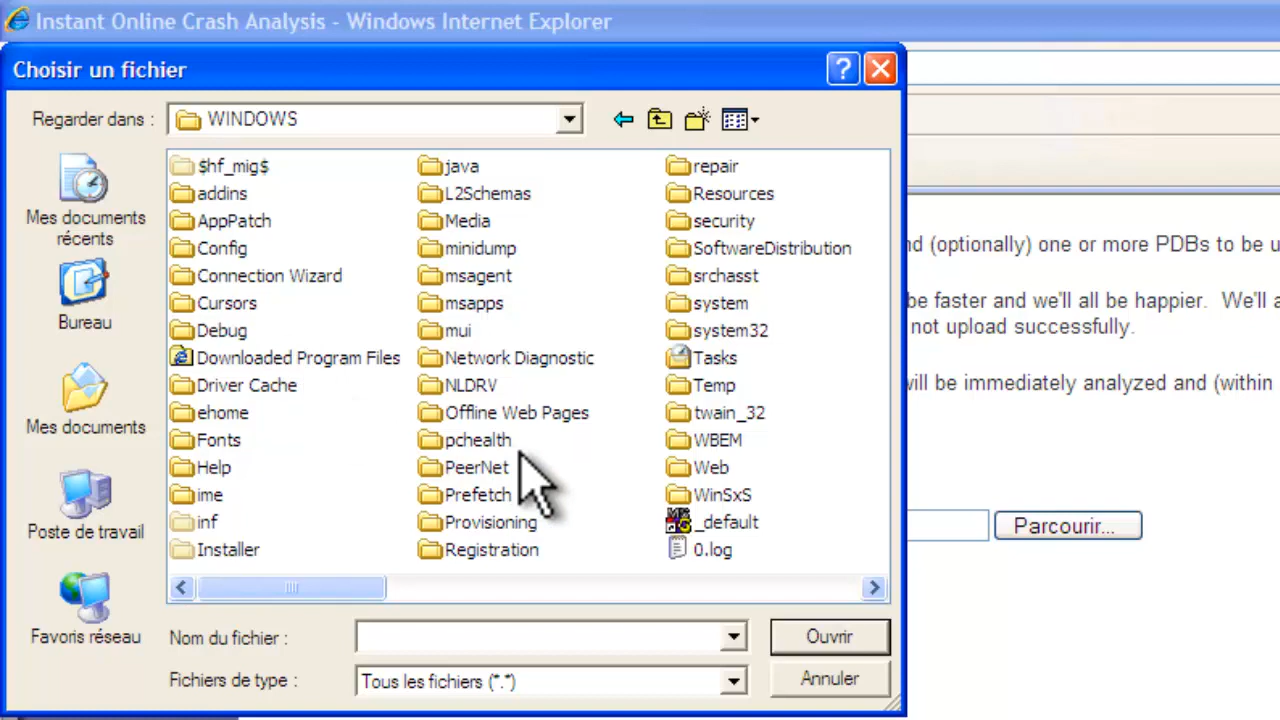 Instant Online Crash Analysis - Windows Internet Explorer
Choisir un fichier
Regarder dans :
WINDOWS
Mes documents
récents
Bureau
Mes documents
Poste de travail
Favoris réseau
$hf_mig$
addins
AppPatch
Config
Connection Wizard
Cursors
Debug
Downloaded Program Files
Driver Cache
ehome
Fonts
Help
ime
inf
Installer
java
L2Schemas
Media
minidump
msagent
msapps
mui
Network Diagnostic
NLDRV
Offline Web Pages
pchealth
PeerNet
Prefetch
Provisioning
Registration
repair
Resources
security
SoftwareDistribution
srchasst
system
system32
Tasks
Temp
twain_32
WBEM
Web
WinSxS
_default
0.log
Nom du fichier :
Ouvrir
Fichiers de type :
Tous les fichiers (*.*)
Annuler
nd (optionally) one or more PDBs to be u
be faster and we'll all be happier. We'll a
not upload successfully.
will be immediately analyzed and (within
Parcourir...